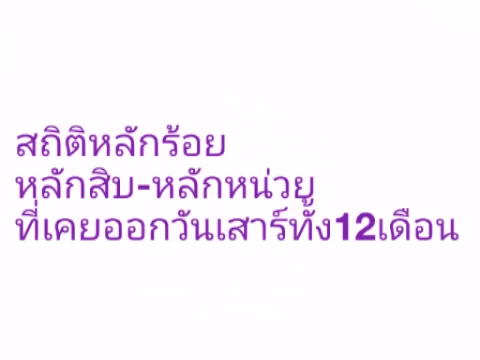 สถิติหลักร้อย
หลักสิบ-หลักหน่วย
ที่เคยออกวันเสาร์ทั้ง12เดือน